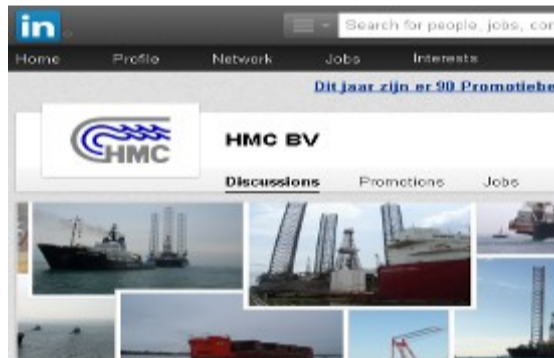 in
Search for people, jobs, com
Home Profile Network Jobs Interests
Dit jaar zijn er 90 Promotiebe
HMC
HMC BV
Discussions Promotions Jobs